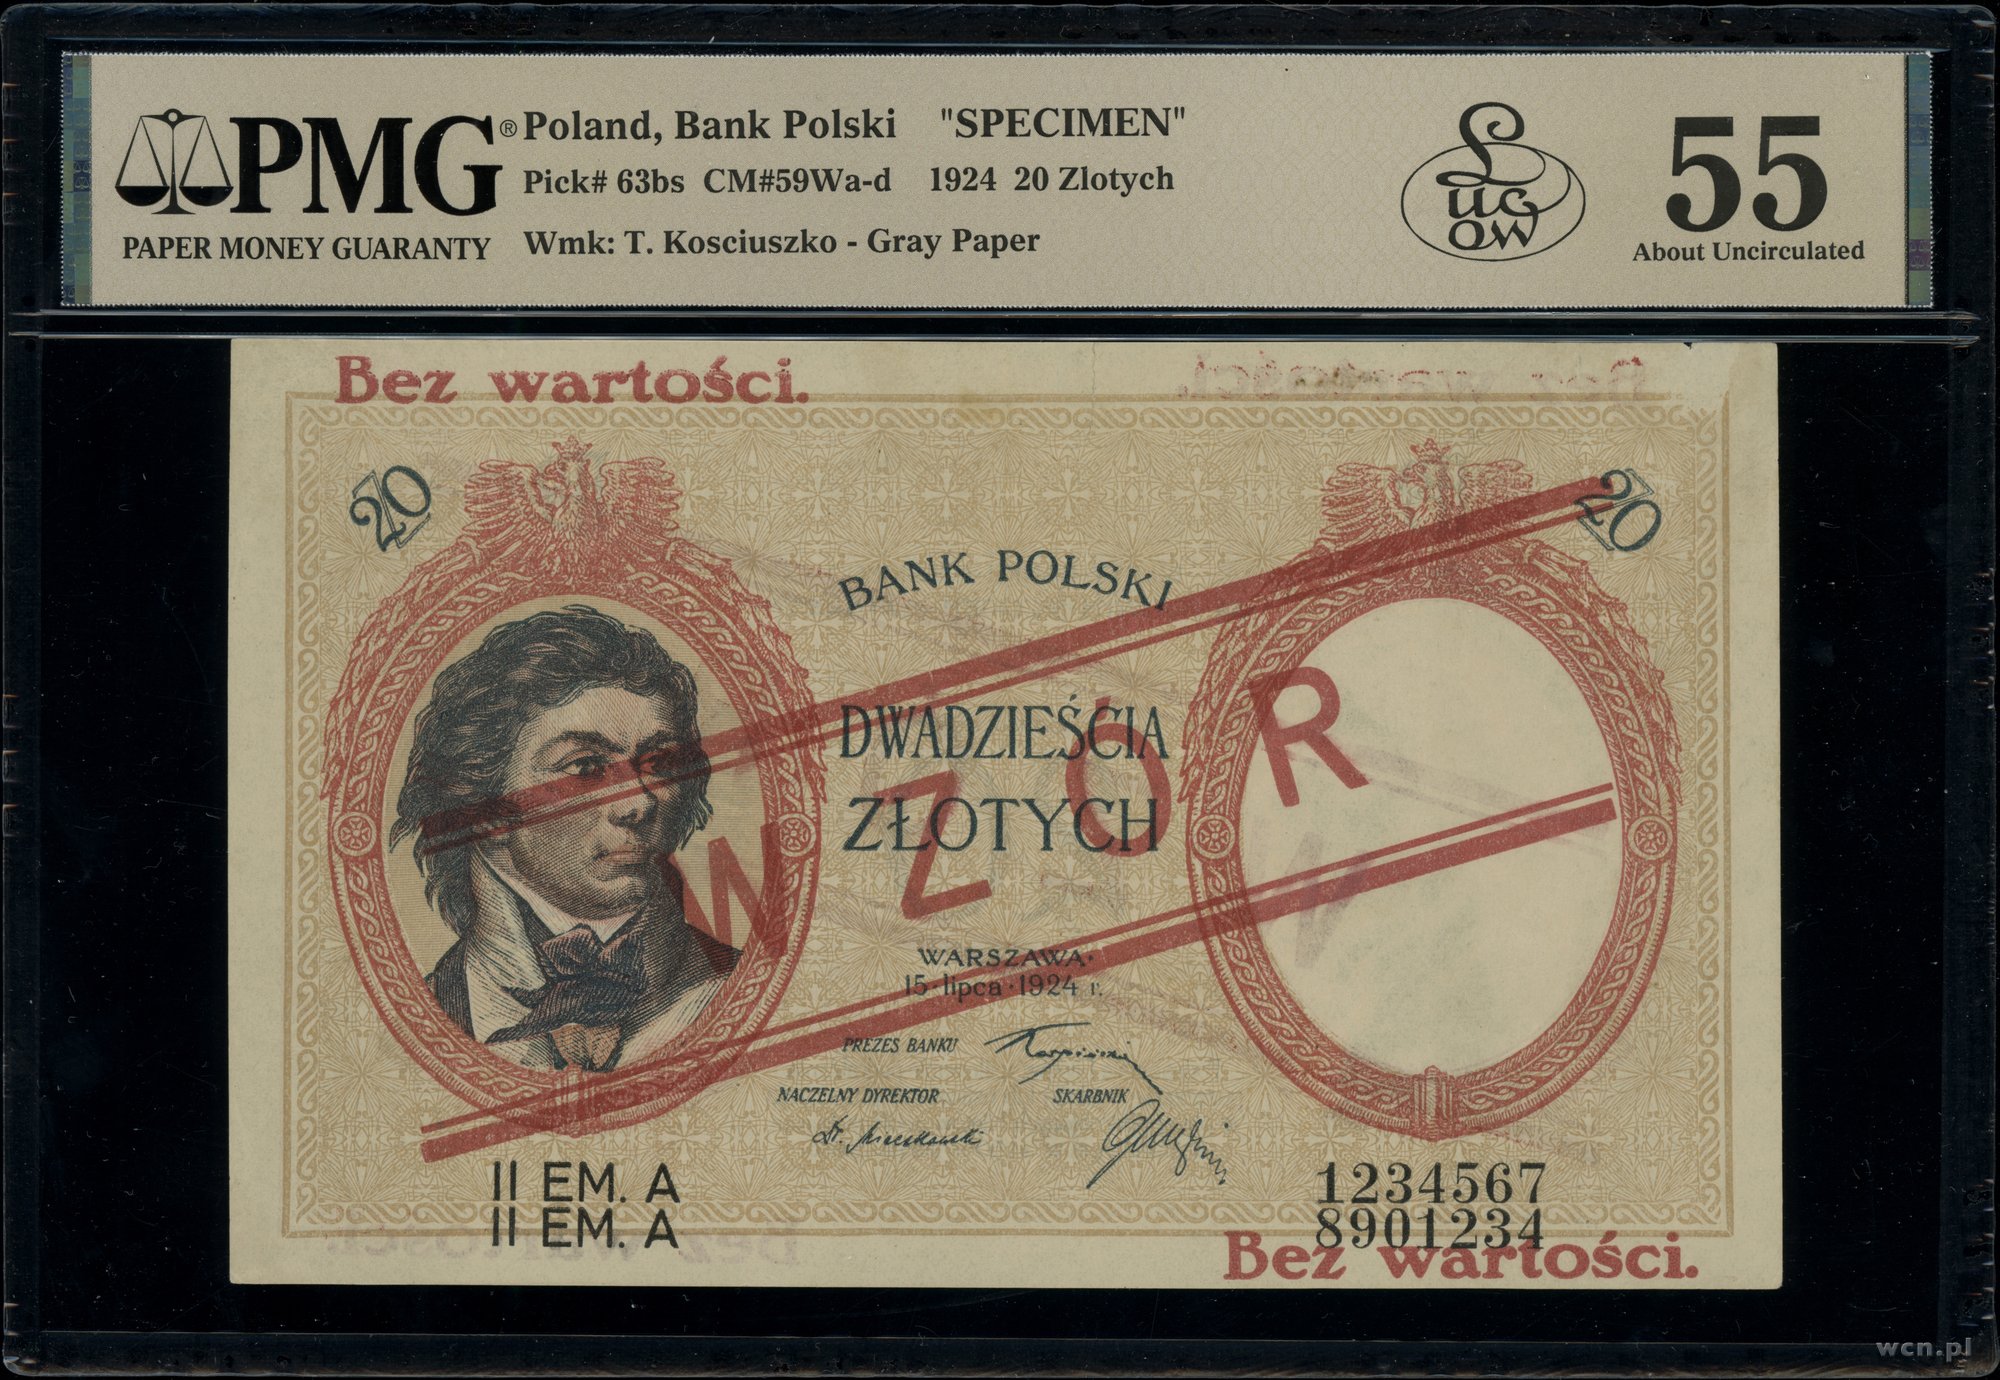 PMG® Poland, Bank Polski "SPECIMEN"
Pick# 63bs CM#59Wa-d 1924 20 Zlotych
PAPER MONEY GUARANTY Wmk: T. Kosciuszko - Gray Paper
Lucow
55
About Uncirculated
Bez wartości.
20
20
BANK POLSKI
DWADZIEŚCIA
ZŁOTYCH
WZÓR
WARSZAWA·
15·lipca·1924 r.
PREZES BANKU
NACZELNY DYREKTOR SKARBNIK
II EM. A 1234567
II EM. A 8901234
Bez wartości.
wcn.pl